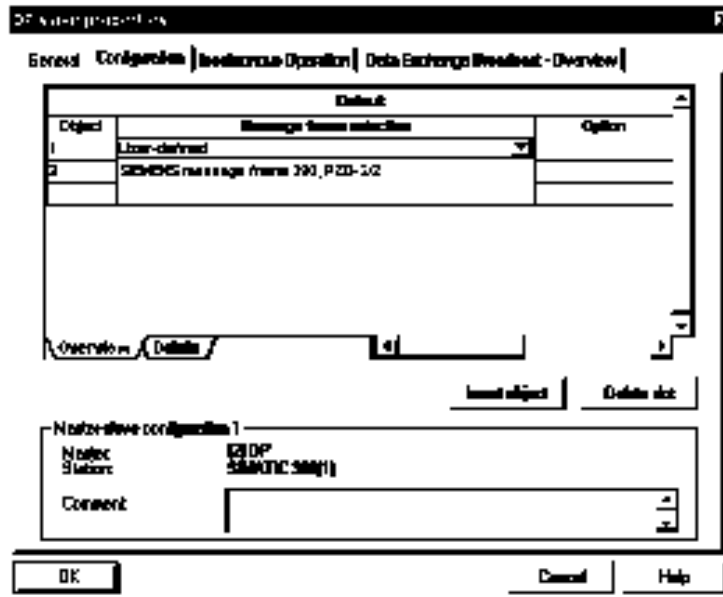 DP slave properties
General Configuration Isochronous Operation Data Exchange Broadcast - Overview
Default
Object Message frame selection Option
1 User-defined
2 SIEMENS message frame 390, PZD-2/2
Overview Details
Insert object Delete slot
Master-slave configuration 1
Master: DP
Station: SIMATIC 300(1)
Comment:
OK Cancel Help